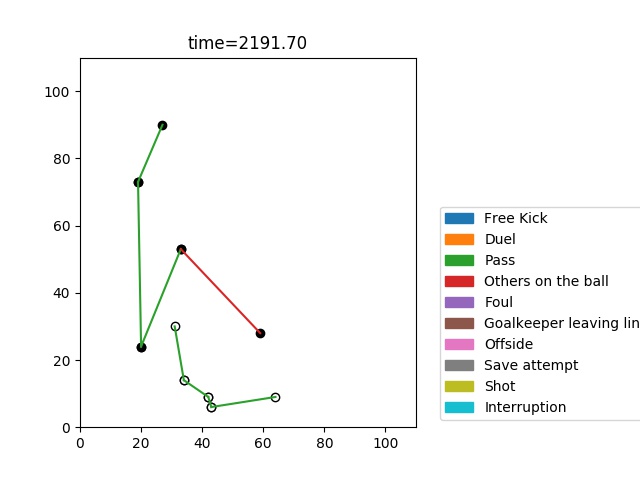 time=2191.70
100
80
60
40
20
0
0 20 40 60 80 100
Free Kick
Duel
Pass
Others on the ball
Foul
Goalkeeper leaving lin
Offside
Save attempt
Shot
Interruption